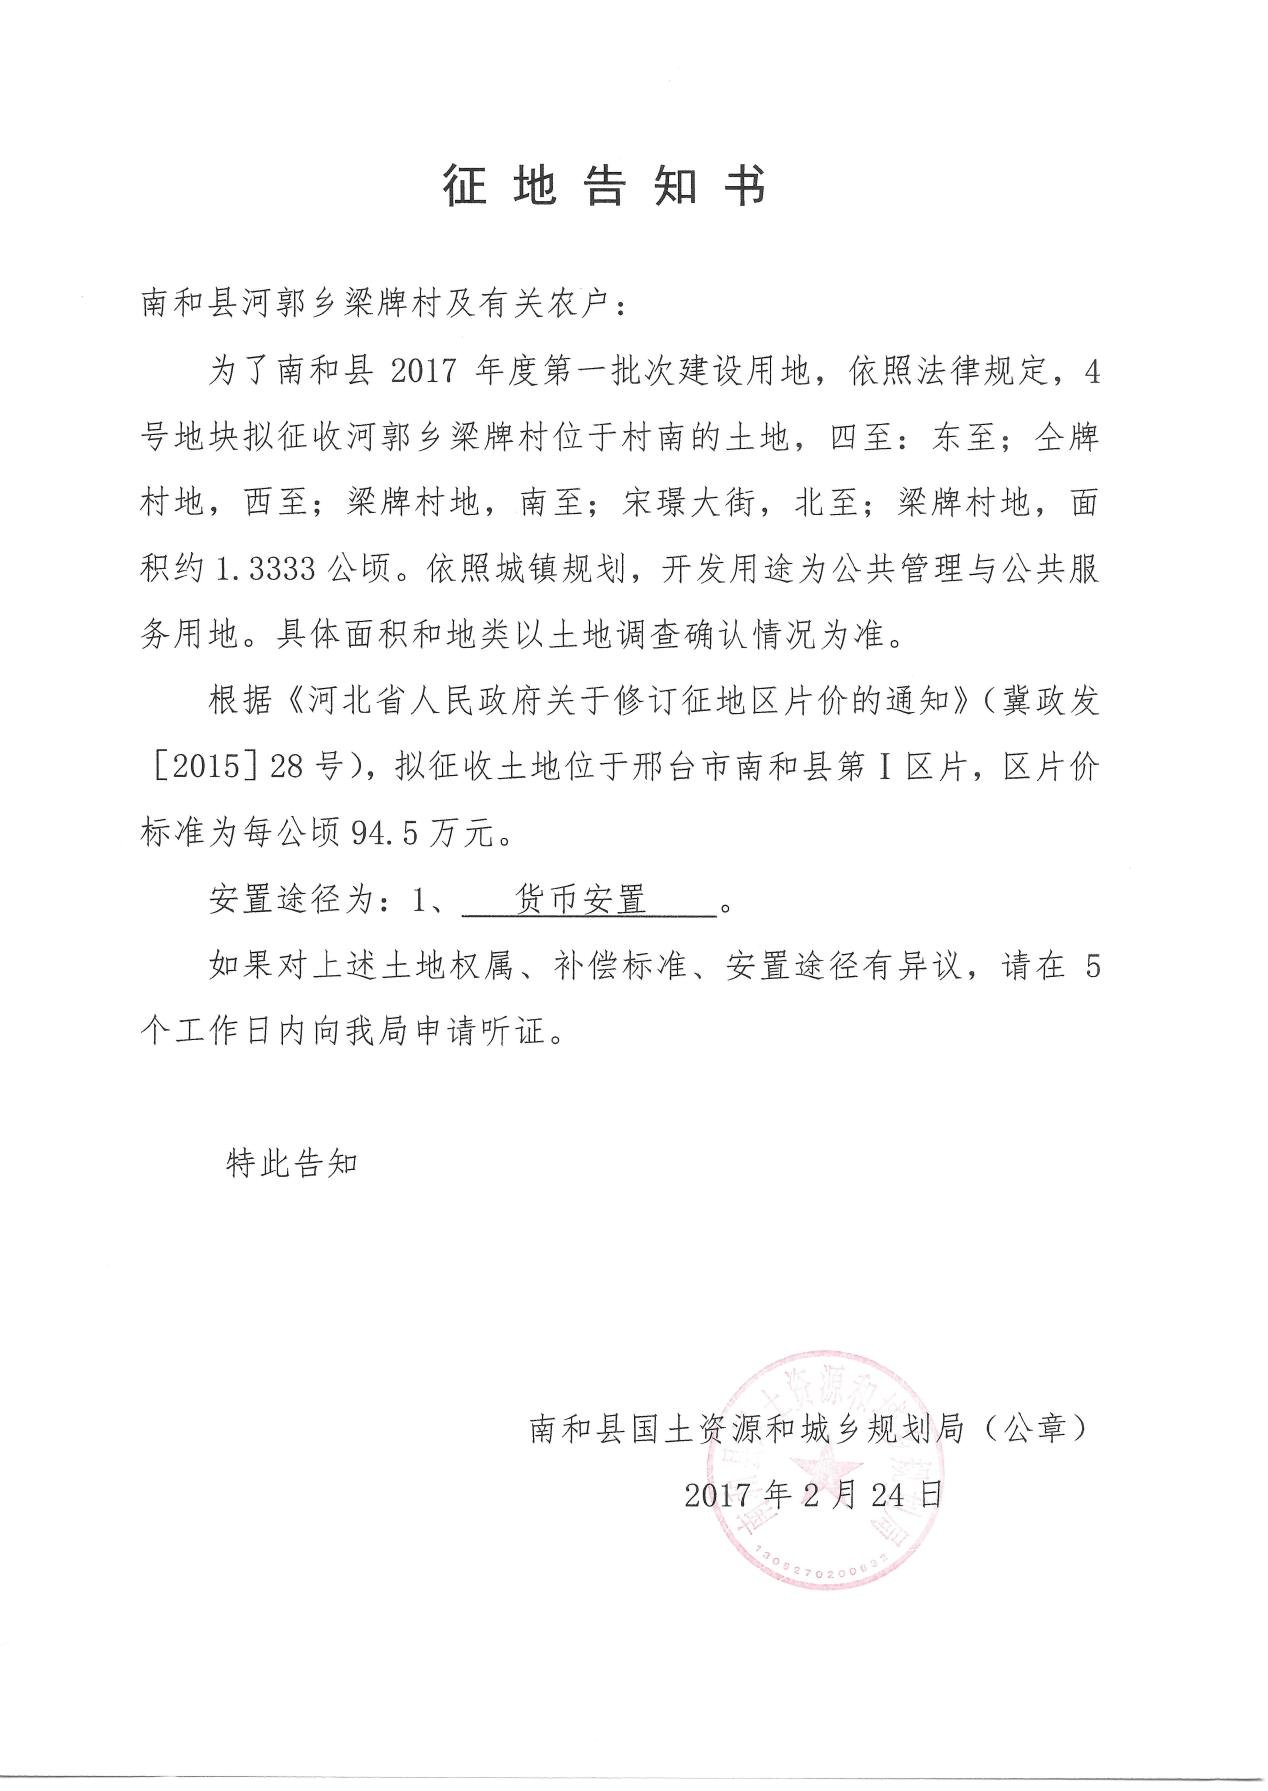 征地告知书
南和县河郭乡梁牌村及有关农户：
为了南和县 2017 年度第一批次建设用地，依照法律规定，4
号地块拟征收河郭乡梁牌村位于村南的土地，四至：东至；仝牌
村地，西至；梁牌村地，南至；宋璟大街，北至；梁牌村地，面
积约1.3333公顷。依照城镇规划，开发用途为公共管理与公共服
务用地。具体面积和地类以土地调查确认情况为准。
根据《河北省人民政府关于修订征地区片价的通知》（冀政发
［2015］28号），拟征收土地位于邢台市南和县第Ⅰ区片，区片价
标准为每公顷94.5万元。
安置途径为：1、 货币安置 。
如果对上述土地权属、补偿标准、安置途径有异议，请在 5
个工作日内向我局申请听证。
特此告知
南和县国土资源和城乡规划局（公章）
2017年2月24日